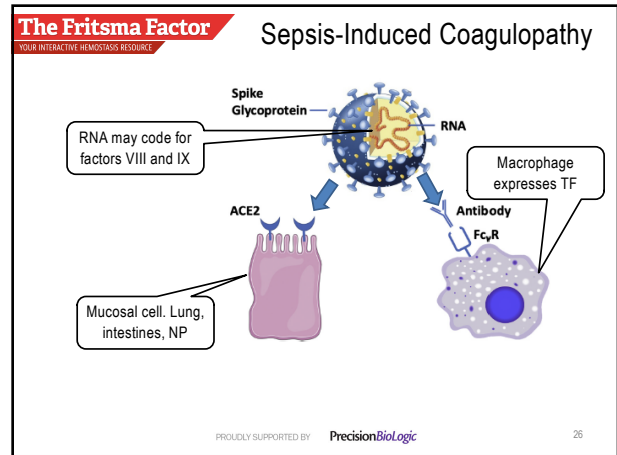 The Fritsma Factor
YOUR INTERACTIVE HEMOSTASIS RESOURCE
Sepsis-Induced Coagulopathy
Spike
Glycoprotein
RNA
RNA may code for
factors VIII and IX
Macrophage
expresses TF
ACE2
Antibody
FcγR
Mucosal cell. Lung,
intestines, NP
PROUDLY SUPPORTED BY PrecisionBioLogic
26